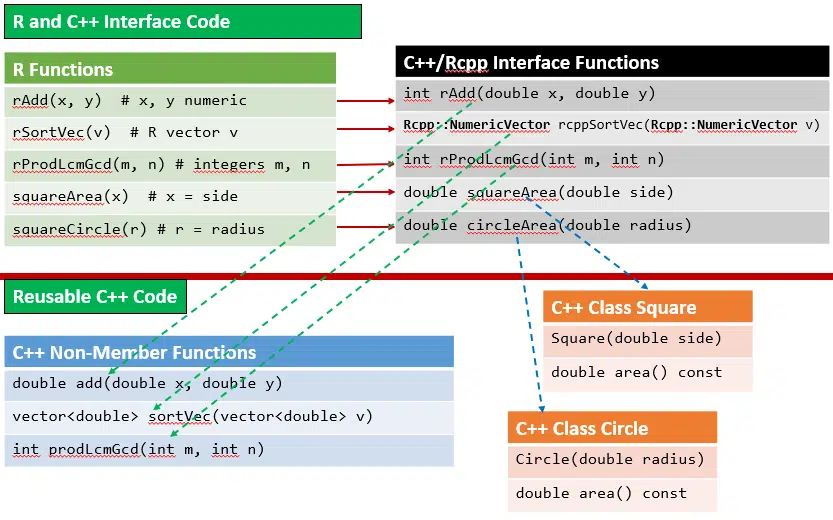 R and C++ Interface Code
R Functions
rAdd(x, y)  # x, y numeric
rSortVec(v)  # R vector v
rProdLcmGcd(m, n) # integers m, n
squareArea(x)  # x = side
squareCircle(r) # r = radius
C++/Rcpp Interface Functions
int rAdd(double x, double y)
Rcpp::NumericVector rcppSortVec(Rcpp::NumericVector v)
int rProdLcmGcd(int m, int n)
double squareArea(double side)
double circleArea(double radius)
Reusable C++ Code
C++ Non-Member Functions
double add(double x, double y)
vector<double> sortVec(vector<double> v)
int prodLcmGcd(int m, int n)
C++ Class Square
Square(double side)
double area() const
C++ Class Circle
Circle(double radius)
double area() const